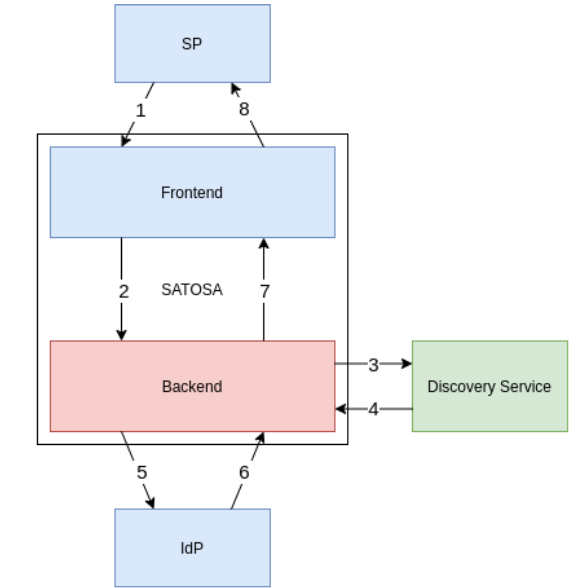 SP
1
8
Frontend
2
SATOSA
7
Backend
3
Discovery Service
4
5
6
IdP